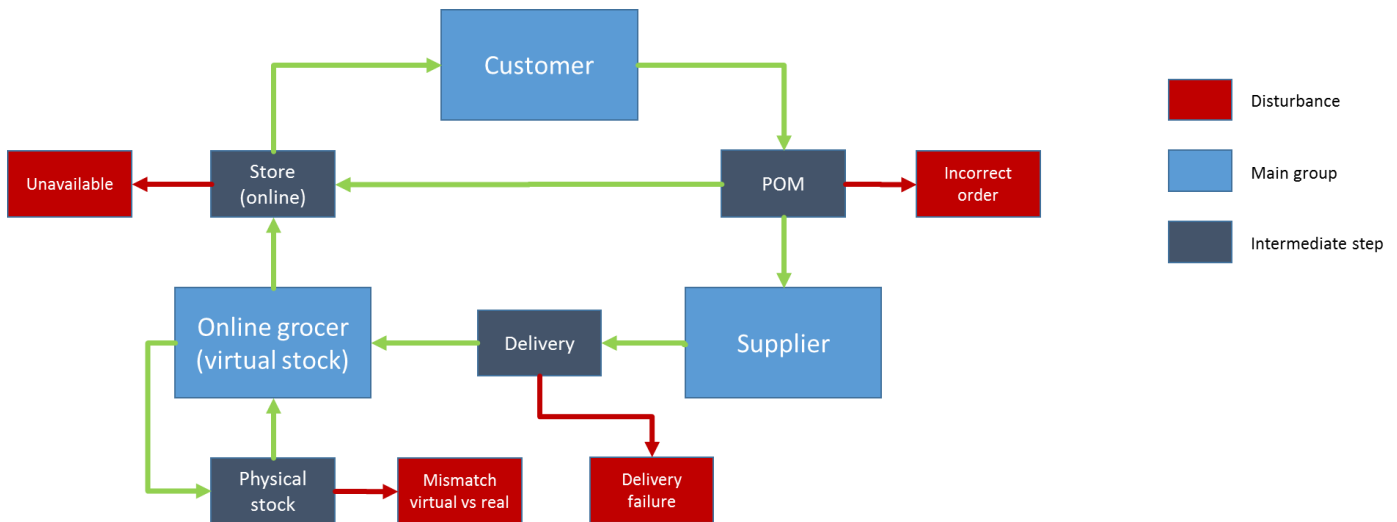 Customer
Disturbance
Unavailable
Store
(online)
POM
Incorrect
order
Main group
Intermediate step
Online grocer
(virtual stock)
Delivery
Supplier
Physical
stock
Mismatch
virtual vs real
Delivery
failure